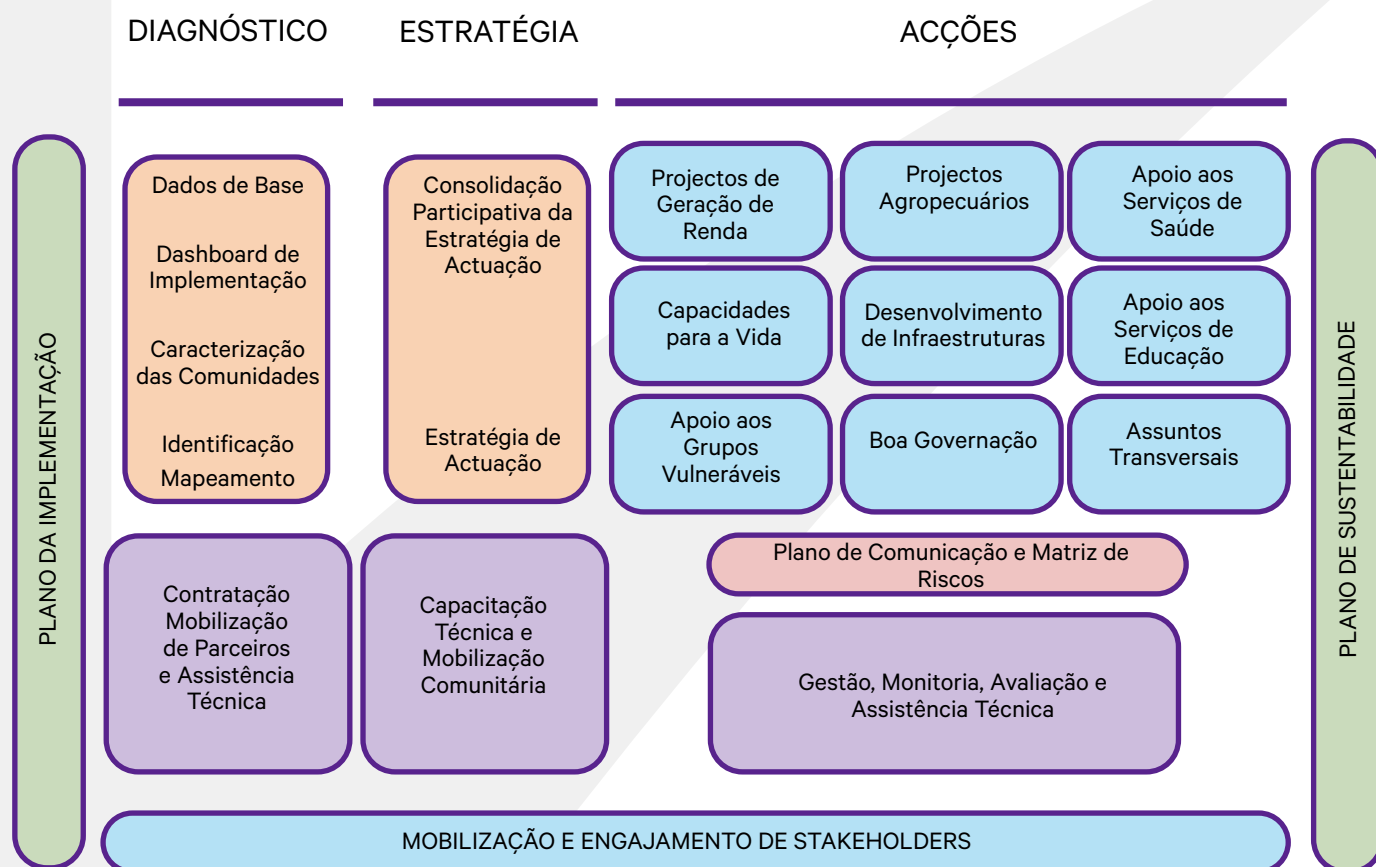 DIAGNÓSTICO
ESTRATÉGIA
ACÇÕES
PLANO DA IMPLEMENTAÇÃO
Dados de Base
Dashboard de
Implementação
Caracterização
das Comunidades
Identificação
Mapeamento
Consolidação
Participativa da
Estratégia de
Actuação
Estratégia de
Actuação
Projectos de
Geração de
Renda
Projectos
Agropecuários
Apoio aos
Serviços de
Saúde
Capacidades
para a Vida
Desenvolvimento
de Infraestruturas
Apoio aos
Serviços de
Educação
Apoio aos
Grupos
Vulneráveis
Boa Governação
Assuntos
Transversais
Contratação
Mobilização
de Parceiros
e Assistência
Técnica
Capacitação
Técnica e
Mobilização
Comunitária
Plano de Comunicação e Matriz de
Riscos
Gestão, Monitoria, Avaliação e
Assistência Técnica
PLANO DE SUSTENTABILIDADE
MOBILIZAÇÃO E ENGAJAMENTO DE STAKEHOLDERS